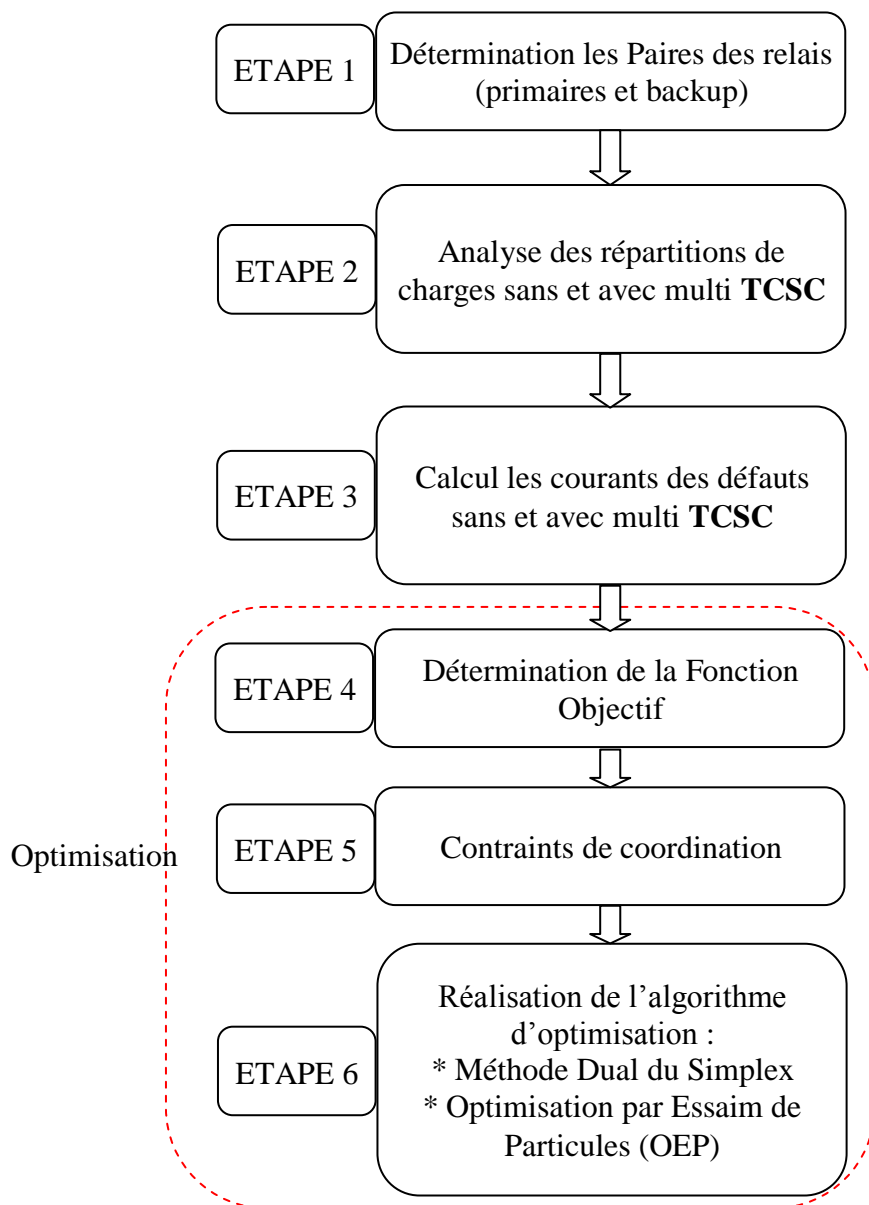 ETAPE 1
Détermination les Paires des relais
(primaires et backup)
ETAPE 2
Analyse des répartitions de
charges sans et avec multi TCSC
ETAPE 3
Calcul les courants des défauts
sans et avec multi TCSC
ETAPE 4
Détermination de la Fonction
Objectif
Optimisation
ETAPE 5
Contraints de coordination
ETAPE 6
Réalisation de l’algorithme
d’optimisation :
* Méthode Dual du Simplex
* Optimisation par Essaim de
Particules (OEP)